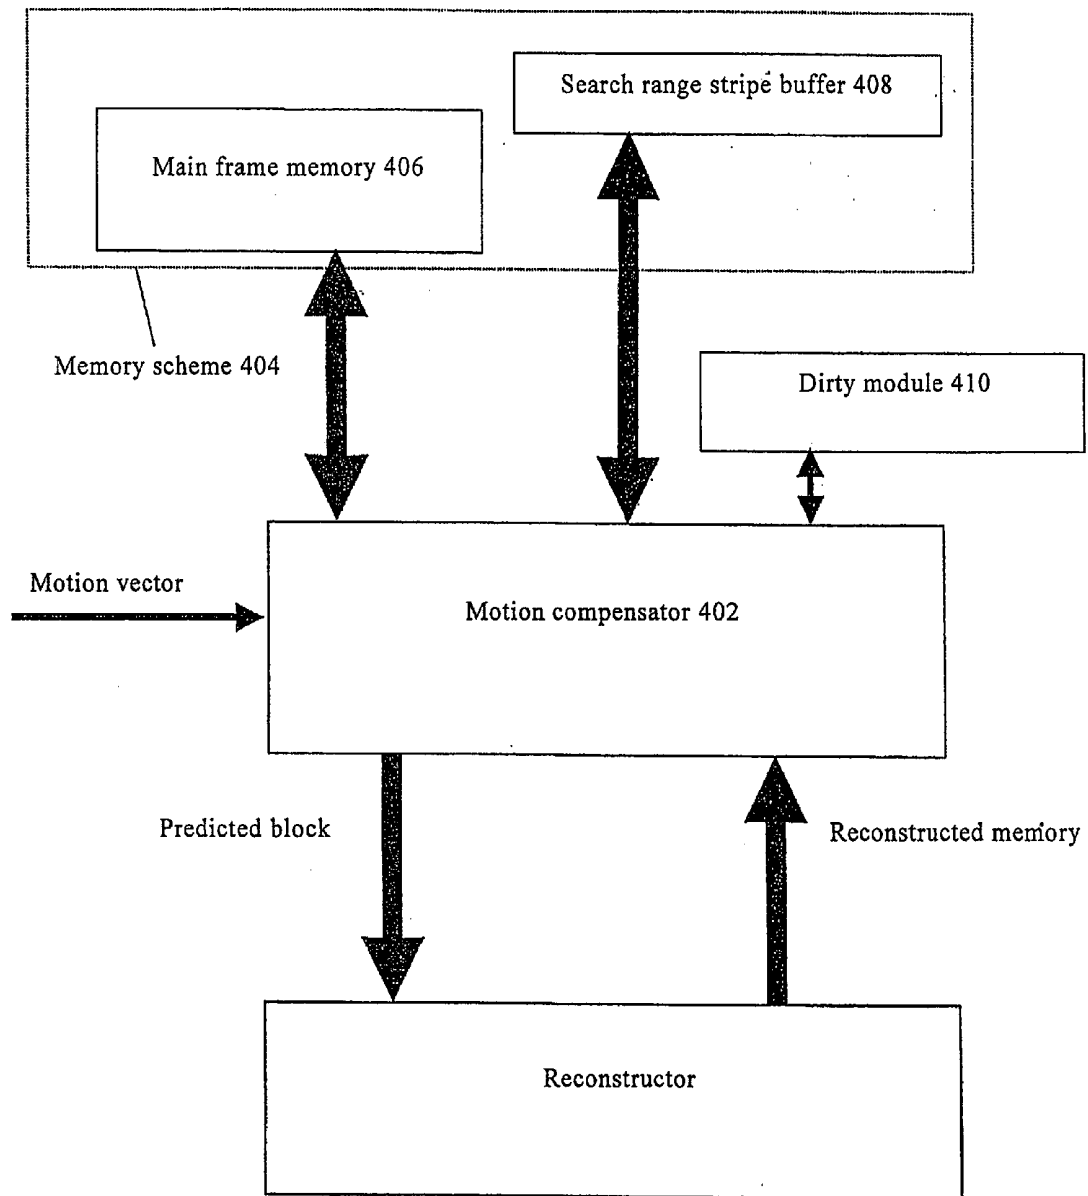 Search range stripe buffer 408
Main frame memory 406
Memory scheme 404
Dirty module 410
Motion vector
Motion compensator 402
Predicted block
Reconstructed memory
Reconstructor